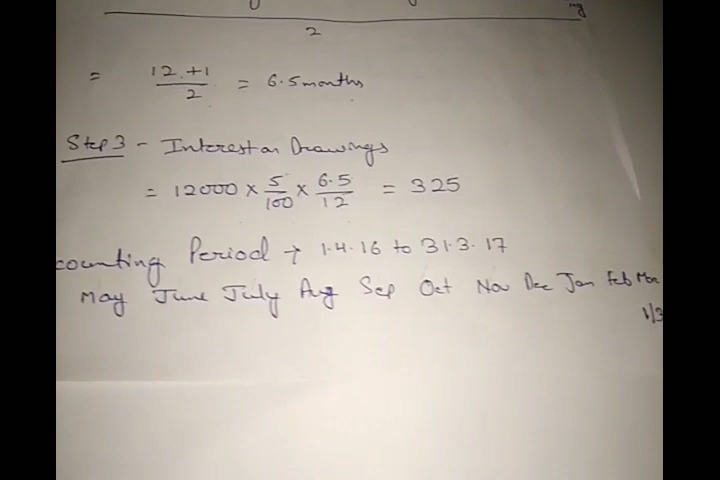 2
= 12 + 1 / 2 = 6.5 months
Step 3 - Interest on Drawings
= 12000 × 5/100 × 6.5/12 = 325
counting Period → 1.4.16 to 31.3.17
May June July Aug Sep Oct Nov Dec Jan Feb Mar
1/3